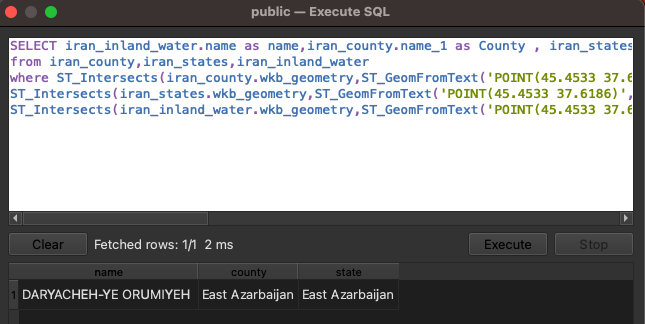 public — Execute SQL
SELECT iran_inland_water.name as name,iran_county.name_1 as County , iran_states
from iran_county,iran_states,iran_inland_water
where ST_Intersects(iran_county.wkb_geometry,ST_GeomFromText('POINT(45.4533 37.6
ST_Intersects(iran_states.wkb_geometry,ST_GeomFromText('POINT(45.4533 37.6186)',
ST_Intersects(iran_inland_water.wkb_geometry,ST_GeomFromText('POINT(45.4533 37.6
Clear Fetched rows: 1/1 2 ms Execute Stop
name county state
1 DARYACHEH-YE ORUMIYEH East Azarbaijan East Azarbaijan